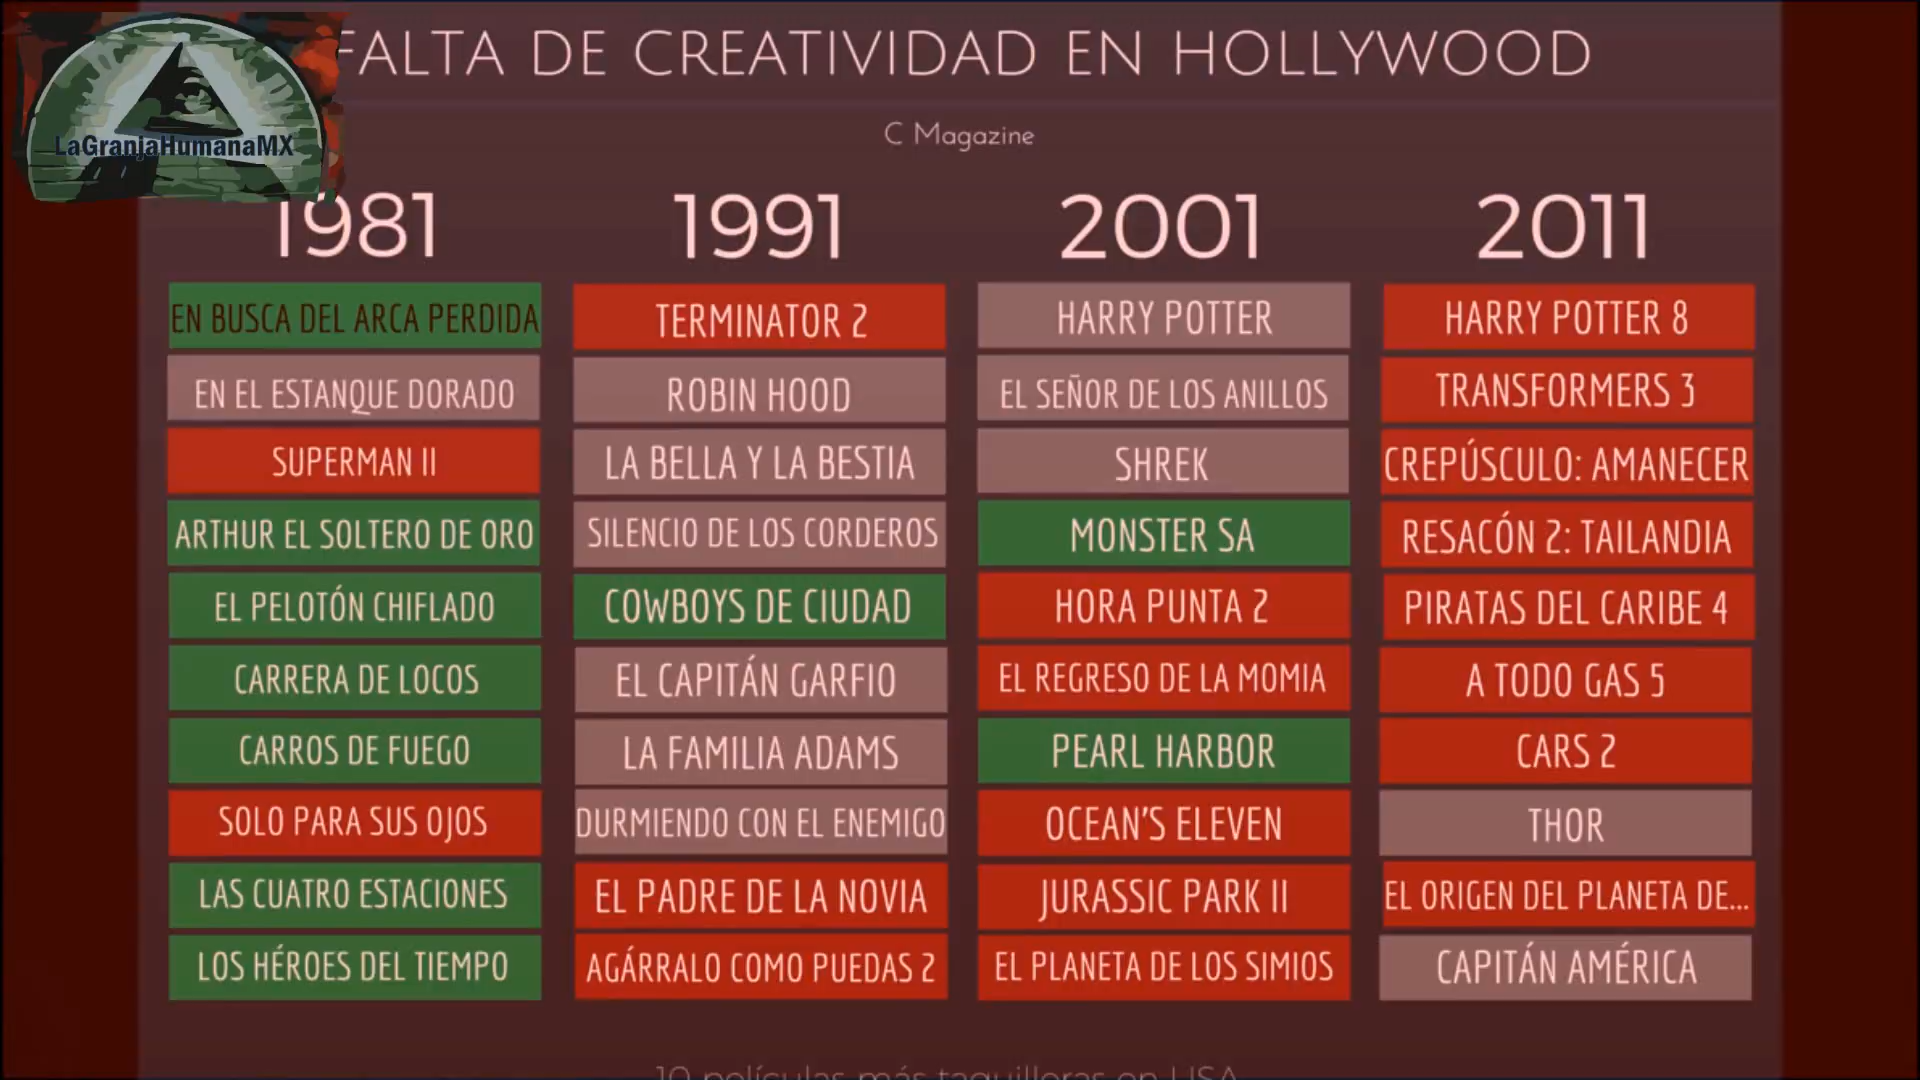 FALTA DE CREATIVIDAD EN HOLLYWOOD
LaGranjaHumanaMX
C Magazine
1981
EN BUSCA DEL ARCA PERDIDA
EN EL ESTANQUE DORADO
SUPERMAN II
ARTHUR EL SOLTERO DE ORO
EL PELOTÓN CHIFLADO
CARRERA DE LOCOS
CARROS DE FUEGO
SOLO PARA SUS OJOS
LAS CUATRO ESTACIONES
LOS HÉROES DEL TIEMPO
1991
TERMINATOR 2
ROBIN HOOD
LA BELLA Y LA BESTIA
SILENCIO DE LOS CORDEROS
COWBOYS DE CIUDAD
EL CAPITÁN GARFIO
LA FAMILIA ADAMS
DURMIENDO CON EL ENEMIGO
EL PADRE DE LA NOVIA
AGÁRRALO COMO PUEDAS 2
2001
HARRY POTTER
EL SEÑOR DE LOS ANILLOS
SHREK
MONSTER SA
HORA PUNTA 2
EL REGRESO DE LA MOMIA
PEARL HARBOR
OCEAN'S ELEVEN
JURASSIC PARK II
EL PLANETA DE LOS SIMIOS
2011
HARRY POTTER 8
TRANSFORMERS 3
CREPÚSCULO: AMANECER
RESACÓN 2: TAILANDIA
PIRATAS DEL CARIBE 4
A TODO GAS 5
CARS 2
THOR
EL ORIGEN DEL PLANETA DE...
CAPITÁN AMÉRICA
10 películas más taquilleras en USA